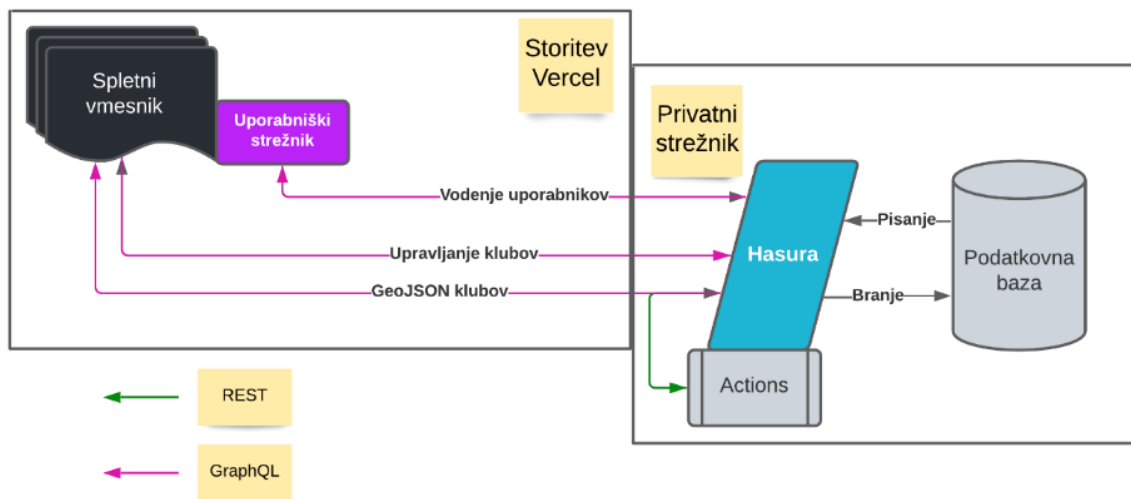 Spletni
vmesnik
Uporabniški
strežnik
Storitev
Vercel
Privatni
strežnik
Vodenje uporabnikov
Upravljanje klubov
GeoJSON klubov
Hasura
Pisanje
Branje
Podatkovna
baza
Actions
REST
GraphQL